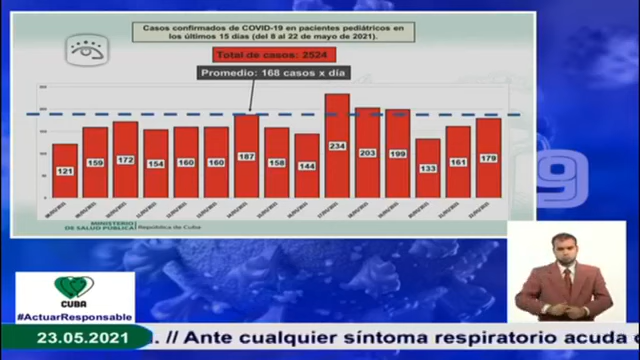 Casos confirmados de COVID-19 en pacientes pediátricos en
los últimos 15 días (del 8 al 22 de mayo de 2021).
Total de casos: 2524
Promedio: 168 casos x día
121
159
172
154
160
160
187
158
144
234
203
199
133
161
179
MINISTERIO
DE SALUD PÚBLICA
República de Cuba
9
CUBA
#ActuarResponsable
23.05.2021
. // Ante cualquier síntoma respiratorio acuda